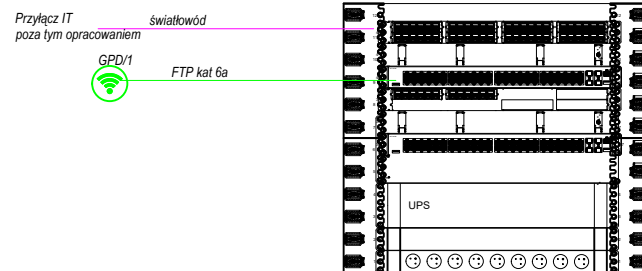 Przyłącz IT
poza tym opracowaniem
światłowód
GPD/1
FTP kat 6a
UPS